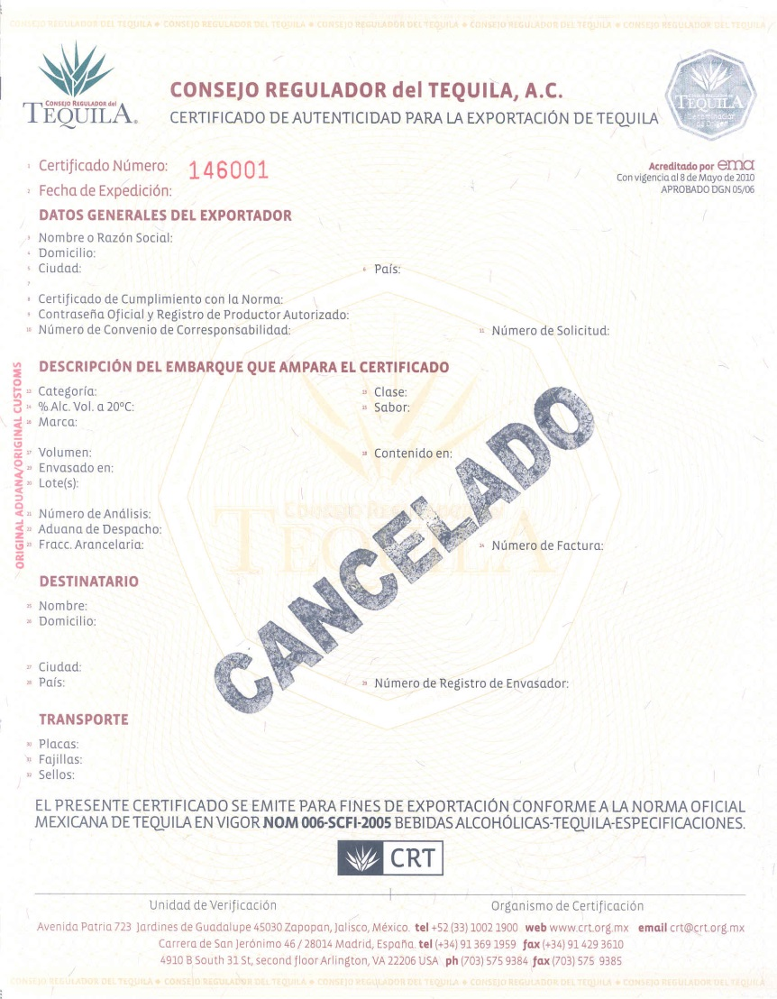 CONSEJO REGULADOR DEL TEQUILA ♦ CONSEJO REGULADOR DEL TEQUILA ♦ CONSEJO REGULADOR DEL TEQUILA ♦ CONSEJO REGULADOR DEL TEQUILA ♦ CONSEJO REGULADOR DEL TEQUILA
CONSEJO REGULADOR del
TEQUILA®
CONSEJO REGULADOR del TEQUILA, A.C.
CERTIFICADO DE AUTENTICIDAD PARA LA EXPORTACIÓN DE TEQUILA
CONSEJO REGULADOR del
TEQUILA
Denominación
de Origen
1 Certificado Número: 146001
2 Fecha de Expedición:
Acreditado por ema
Con vigencia al 8 de Mayo de 2010
APROBADO DGN 05/06
DATOS GENERALES DEL EXPORTADOR
3 Nombre o Razón Social:
4 Domicilio:
5 Ciudad: 6 País:
7
8 Certificado de Cumplimiento con la Norma:
9 Contraseña Oficial y Registro de Productor Autorizado:
10 Número de Convenio de Corresponsabilidad: 11 Número de Solicitud:
ORIGINAL ADUANA/ORIGINAL CUSTOMS
DESCRIPCIÓN DEL EMBARQUE QUE AMPARA EL CERTIFICADO
12 Categoría: 13 Clase:
14 % Alc. Vol. a 20°C: 15 Sabor:
16 Marca:
17 Volumen: 18 Contenido en:
19 Envasado en:
20 Lote(s):
CONSEJO REGULADOR del
TEQUILA
CANCELADO
21 Número de Análisis:
22 Aduana de Despacho:
23 Fracc. Arancelaria: 24 Número de Factura:
DESTINATARIO
25 Nombre:
26 Domicilio:
27 Ciudad:
28 País: 29 Número de Registro de Envasador:
TRANSPORTE
30 Placas:
31 Fajillas:
32 Sellos:
EL PRESENTE CERTIFICADO SE EMITE PARA FINES DE EXPORTACIÓN CONFORME A LA NORMA OFICIAL
MEXICANA DE TEQUILA EN VIGOR NOM 006-SCFI-2005 BEBIDAS ALCOHÓLICAS-TEQUILA-ESPECIFICACIONES.
CRT
Unidad de Verificación Organismo de Certificación
Avenida Patria 723 Jardines de Guadalupe 45030 Zapopan, Jalisco, México. tel +52 (33) 1002 1900 web www.crt.org.mx email crt@crt.org.mx
Carrera de San Jerónimo 46 / 28014 Madrid, España. tel (+34) 91 369 1959 fax (+34) 91 429 3610
4910 B South 31 St, second floor Arlington, VA 22206 USA ph (703) 575 9384 fax (703) 575 9385
CONSEJO REGULADOR DEL TEQUILA ♦ CONSEJO REGULADOR DEL TEQUILA ♦ CONSEJO REGULADOR DEL TEQUILA ♦ CONSEJO REGULADOR DEL TEQUILA ♦ CONSEJO REGULADOR DEL TEQUILA